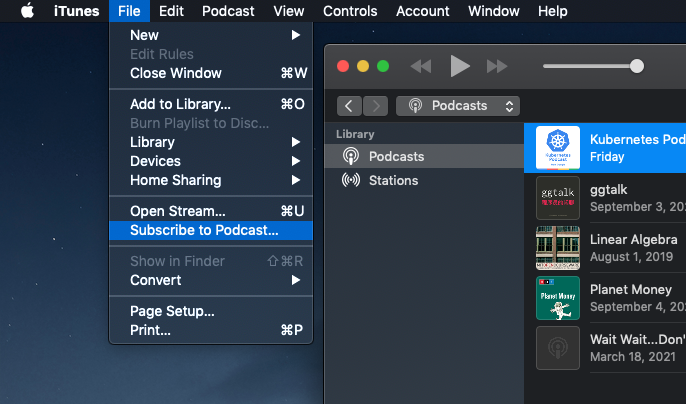 iTunes File Edit Podcast View Controls Account Window Help
New
Edit Rules
Close Window ⌘W
Add to Library... ⌘O
Burn Playlist to Disc...
Library
Devices
Home Sharing
Open Stream... ⌘U
Subscribe to Podcast...
Show in Finder ⇧⌘R
Convert
Page Setup...
Print... ⌘P
Podcasts
Library
Podcasts
Stations
Kubernetes Podcast
Kubernetes Pod
Friday
ggtalk
ggtalk
September 3, 202
Linear Algebra
August 1, 2019
Planet Money
Planet Money
September 4, 202
Wait Wait...Don'
March 18, 2021